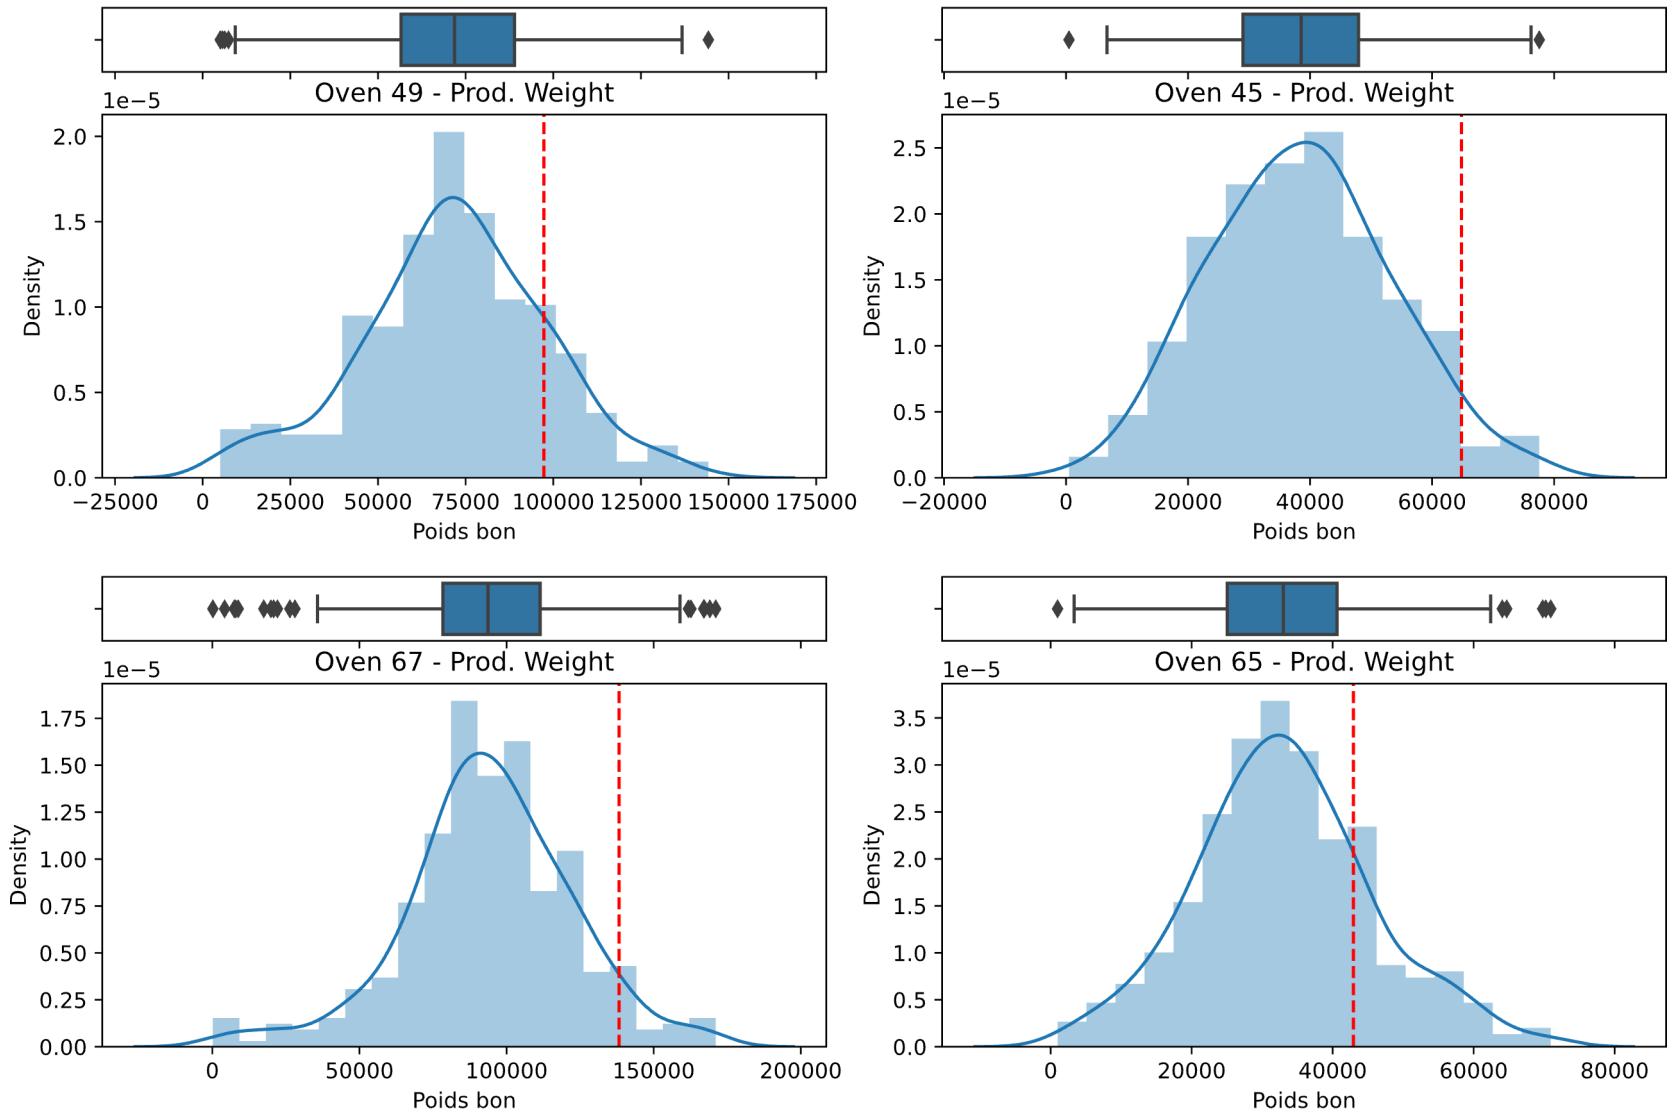 Oven 49 - Prod. Weight
1e−5
Density
2.0
1.5
1.0
0.5
0.0
−25000 0 25000 50000 75000 100000 125000 150000 175000
Poids bon
Oven 45 - Prod. Weight
1e−5
Density
2.5
2.0
1.5
1.0
0.5
0.0
−20000 0 20000 40000 60000 80000
Poids bon
Oven 67 - Prod. Weight
1e−5
Density
1.75
1.50
1.25
1.00
0.75
0.50
0.25
0.00
0 50000 100000 150000 200000
Poids bon
Oven 65 - Prod. Weight
1e−5
Density
3.5
3.0
2.5
2.0
1.5
1.0
0.5
0.0
0 20000 40000 60000 80000
Poids bon